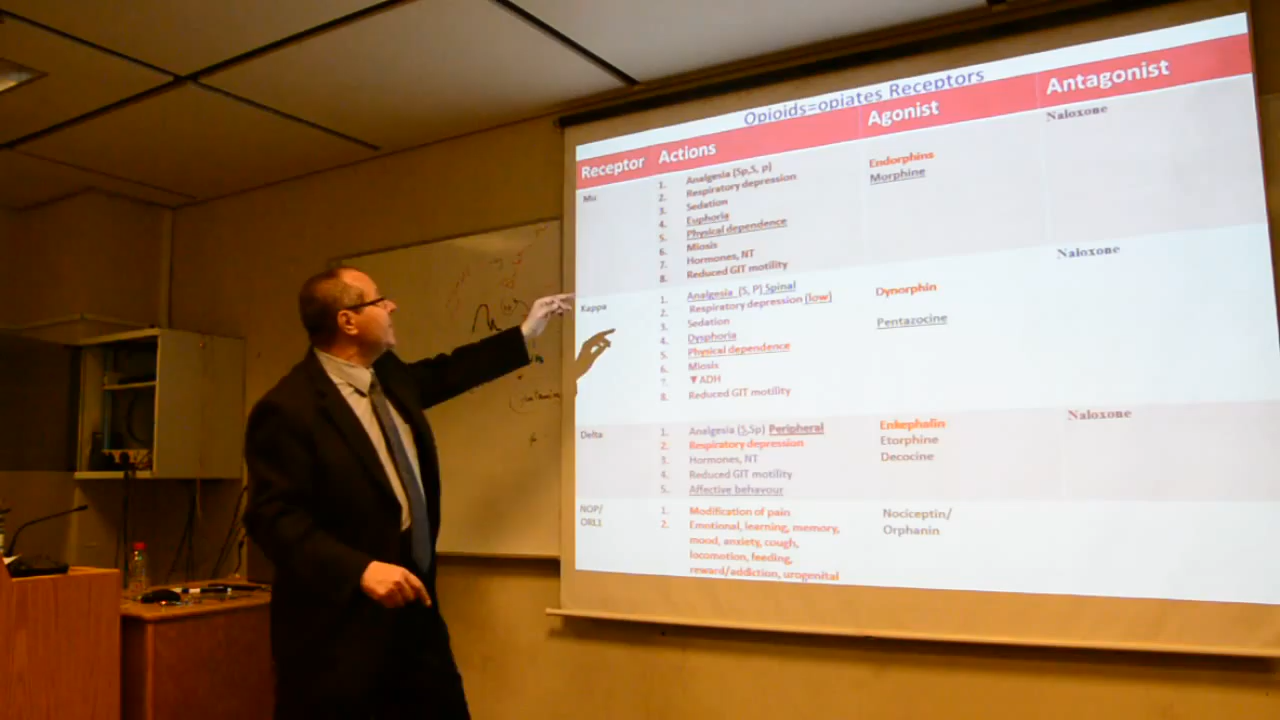 Opioids=opiates Receptors
Receptor Actions Agonist Antagonist
Mu
1. Analgesia (Sp,S, p)
2. Respiratory depression
3. Sedation
4. Euphoria
5. Physical dependence
6. Miosis
7. Hormones, NT
8. Reduced GIT motility
Endorphins
Morphine
Naloxone
Kappa
1. Analgesia (S, P) Spinal
2. Respiratory depression (low)
3. Sedation
4. Dysphoria
5. Physical dependence
6. Miosis
7. ▼ADH
8. Reduced GIT motility
Dynorphin
Pentazocine
Naloxone
Delta
1. Analgesia (S,Sp) Peripheral
2. Respiratory depression
3. Hormones, NT
4. Reduced GIT motility
5. Affective behavour
Enkephalin
Etorphine
Decocine
Naloxone
NOP/
ORL1
1. Modification of pain
2. Emotional, learning, memory,
mood, anxiety, cough,
locomotion, feeding,
reward/addiction, urogenital
Nociceptin/
Orphanin